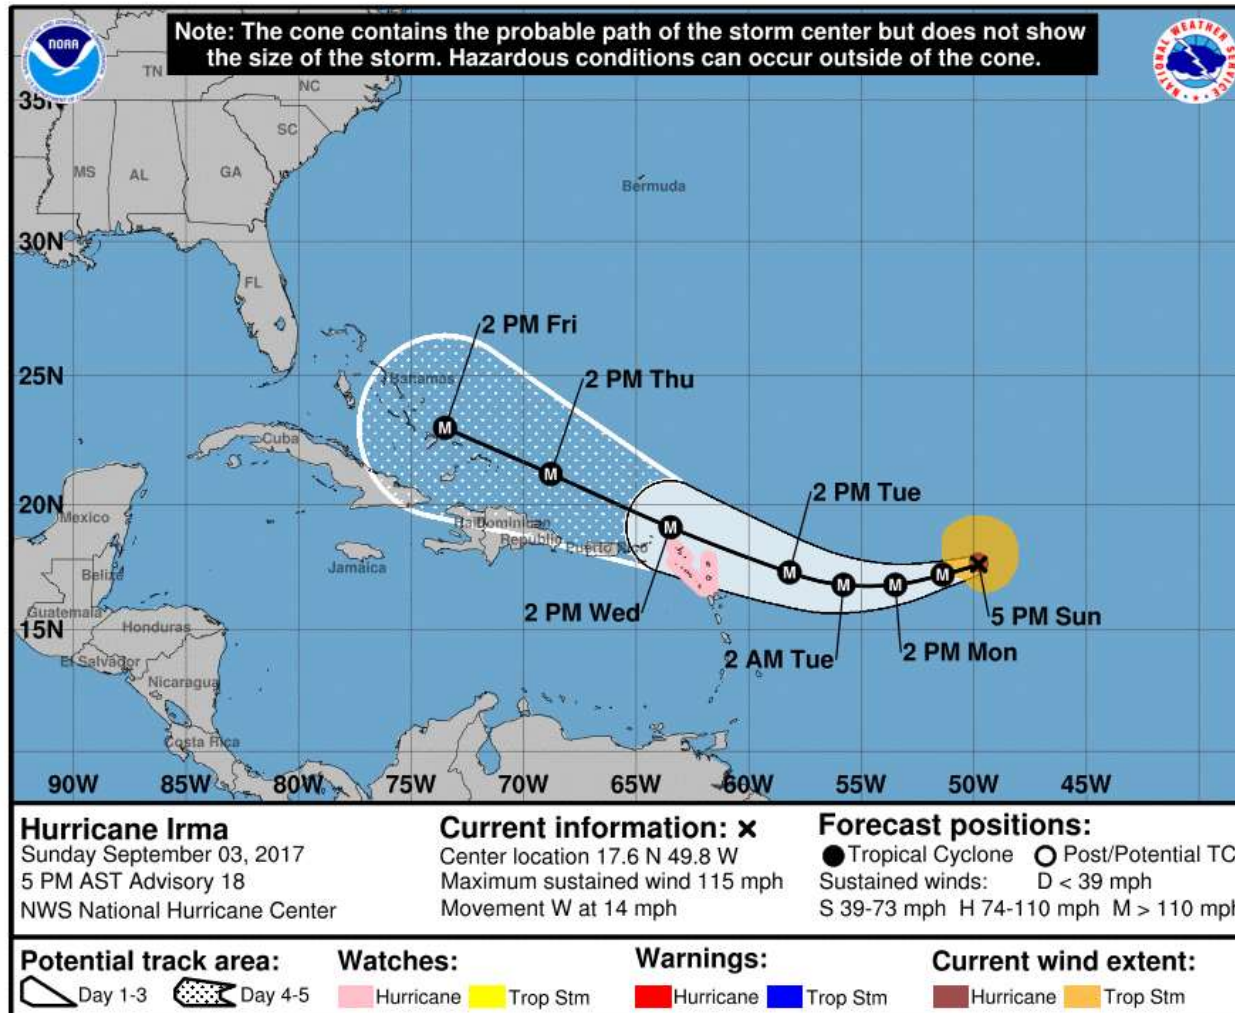 Note: The cone contains the probable path of the storm center but does not show
the size of the storm. Hazardous conditions can occur outside of the cone.
NOAA
NATIONAL WEATHER SERVICE
TN
NC
35N
SC
MS
AL
GA
Bermuda
30N
FL
2 PM Fri
25N
Bahamas
2 PM Thu
M
Cuba
M
20N
2 PM Tue
Mexico
Haiti
Dominican
Republic
M
Puerto Rico
Jamaica
Belize
M
M
M
M
2 PM Wed
5 PM Sun
Guatemala
15N
Honduras
2 AM Tue
2 PM Mon
El Salvador
Nicaragua
Costa Rica
90W 85W 80W 75W 70W 65W 60W 55W 50W 45W
Hurricane Irma
Sunday September 03, 2017
5 PM AST Advisory 18
NWS National Hurricane Center
Current information: x
Center location 17.6 N 49.8 W
Maximum sustained wind 115 mph
Movement W at 14 mph
Forecast positions:
Tropical Cyclone Post/Potential TC
Sustained winds: D < 39 mph
S 39-73 mph H 74-110 mph M > 110 mph
Potential track area:
Day 1-3 Day 4-5
Watches:
Hurricane Trop Stm
Warnings:
Hurricane Trop Stm
Current wind extent:
Hurricane Trop Stm